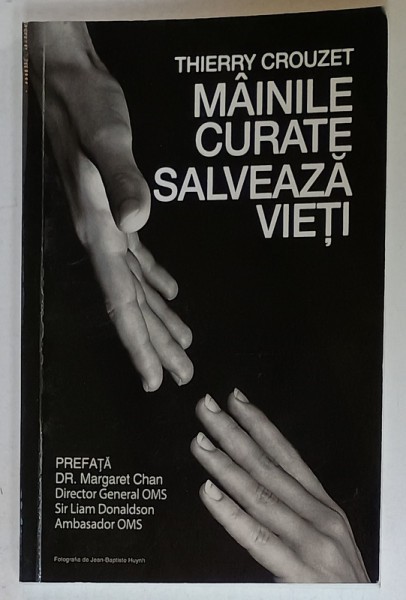 THIERRY CROUZET
MÂINILE
CURATE
SALVEAZĂ
VIEȚI
PREFAȚĂ
DR. Margaret Chan
Director General OMS
Sir Liam Donaldson
Ambasador OMS
Fotografie de Jean-Baptiste Huynh